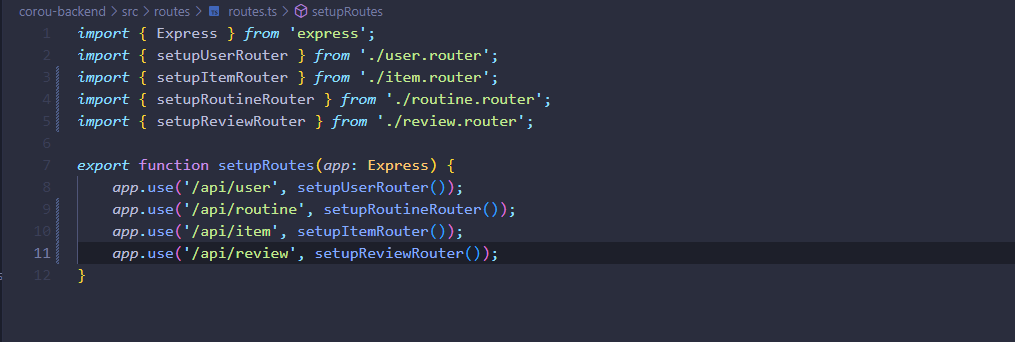 corou-backend > src > routes > TS routes.ts > setupRoutes
1 import { Express } from 'express';
2 import { setupUserRouter } from './user.router';
3 import { setupItemRouter } from './item.router';
4 import { setupRoutineRouter } from './routine.router';
5 import { setupReviewRouter } from './review.router';
6
7 export function setupRoutes(app: Express) {
8     app.use('/api/user', setupUserRouter());
9     app.use('/api/routine', setupRoutineRouter());
10     app.use('/api/item', setupItemRouter());
11     app.use('/api/review', setupReviewRouter());
12 }